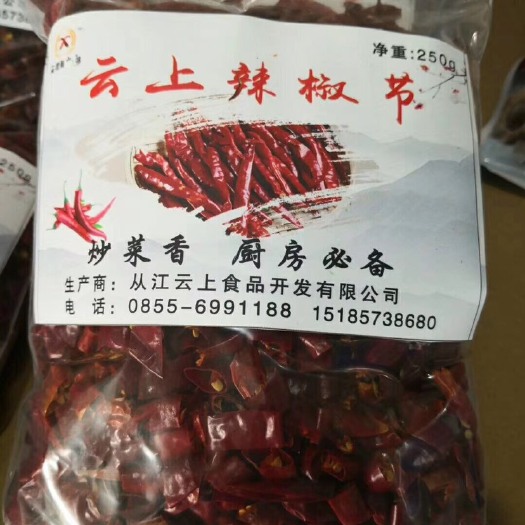 净重:250g
云上辣椒节
炒菜香 厨房必备
生产商:从江云上食品开发有限公司
电 话:0855-6991188 15185738680
250g